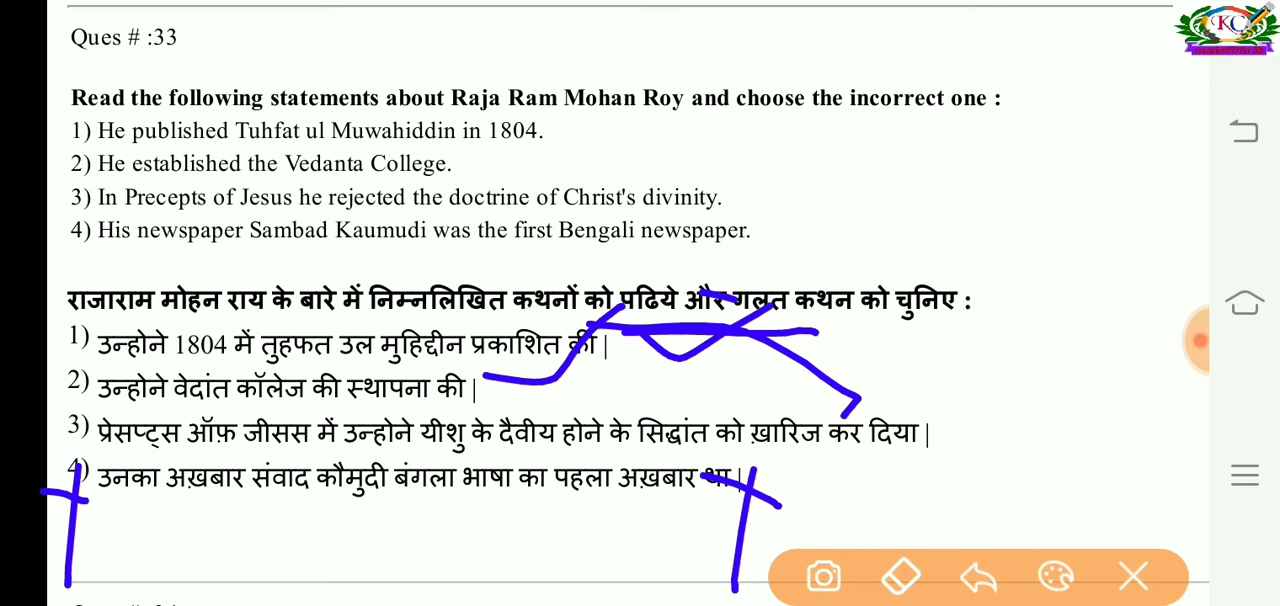 Ques # :33
KC
Read the following statements about Raja Ram Mohan Roy and choose the incorrect one :
1) He published Tuhfat ul Muwahiddin in 1804.
2) He established the Vedanta College.
3) In Precepts of Jesus he rejected the doctrine of Christ's divinity.
4) His newspaper Sambad Kaumudi was the first Bengali newspaper.
राजाराम मोहन राय के बारे में निम्नलिखित कथनों को पढिये और गलत कथन को चुनिए :
1) उन्होने 1804 में तुहफत उल मुहिद्दीन प्रकाशित की |
2) उन्होने वेदांत कॉलेज की स्थापना की |
3) प्रेसप्ट्स ऑफ़ जीसस में उन्होने यीशु के दैवीय होने के सिद्धांत को ख़ारिज कर दिया |
4) उनका अख़बार संवाद कौमुदी बंगला भाषा का पहला अख़बार था |